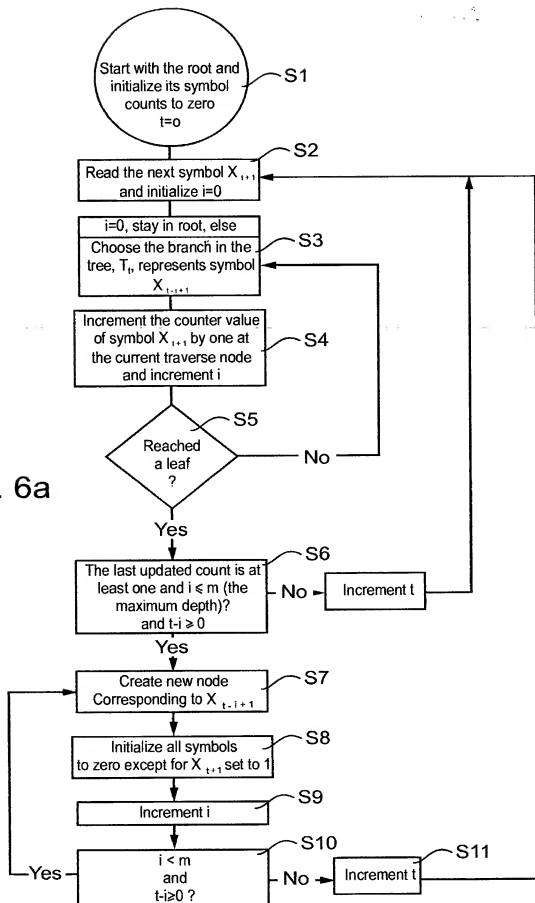 Start with the root and
initialize its symbol
counts to zero
t=o
S1
S2
Read the next symbol X t+1
and initialize i=0
i=0, stay in root, else
S3
Choose the branch in the
tree, Tt, represents symbol
X t-i+1
Increment the counter value
of symbol X t+1 by one at
the current traverse node
and increment i
S4
S5
Reached
a leaf
?
No
. 6a
Yes
S6
The last updated count is at
least one and i ≤ m (the
maximum depth)?
and t-i ≥ 0
No
Increment t
Yes
S7
Create new node
Corresponding to X t-i+1
S8
Initialize all symbols
to zero except for X t+1 set to 1
S9
Increment i
S10
i < m
and
t-i≥0 ?
Yes
No
S11
Increment t